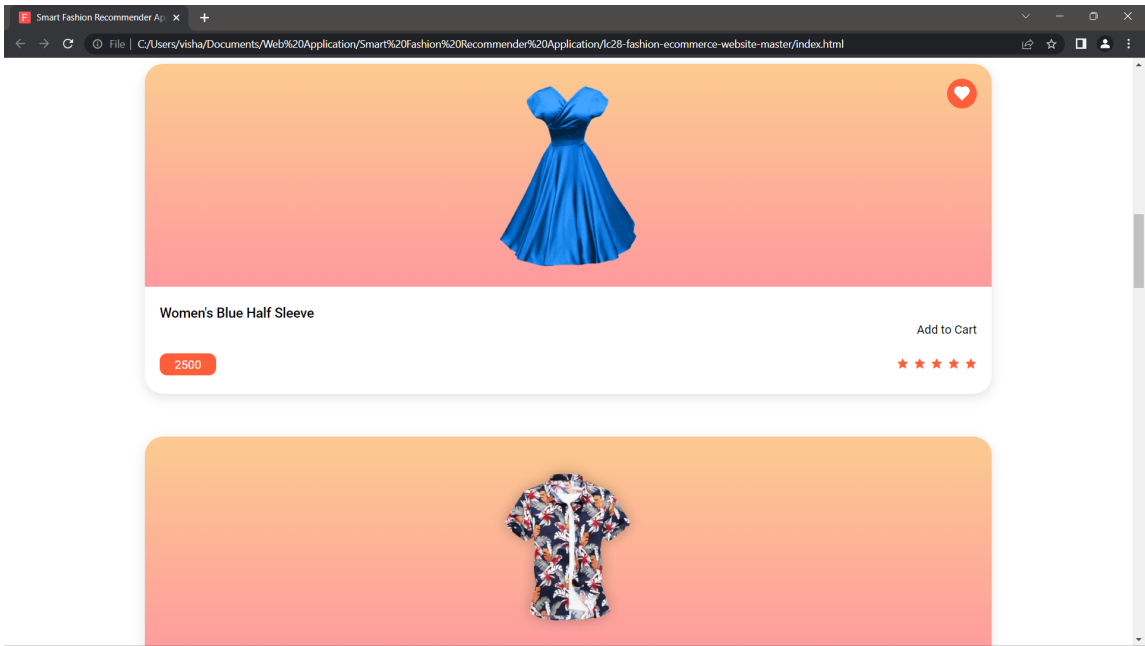 F Smart Fashion Recommender Ap
File | C:/Users/visha/Documents/Web%20Application/Smart%20Fashion%20Recommender%20Application/lc28-fashion-ecommerce-website-master/index.html
Women's Blue Half Sleeve
Add to Cart
2500